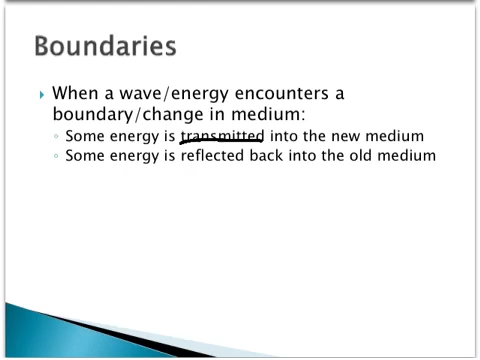 Boundaries
When a wave/energy encounters a
boundary/change in medium:
Some energy is transmitted into the new medium
Some energy is reflected back into the old medium